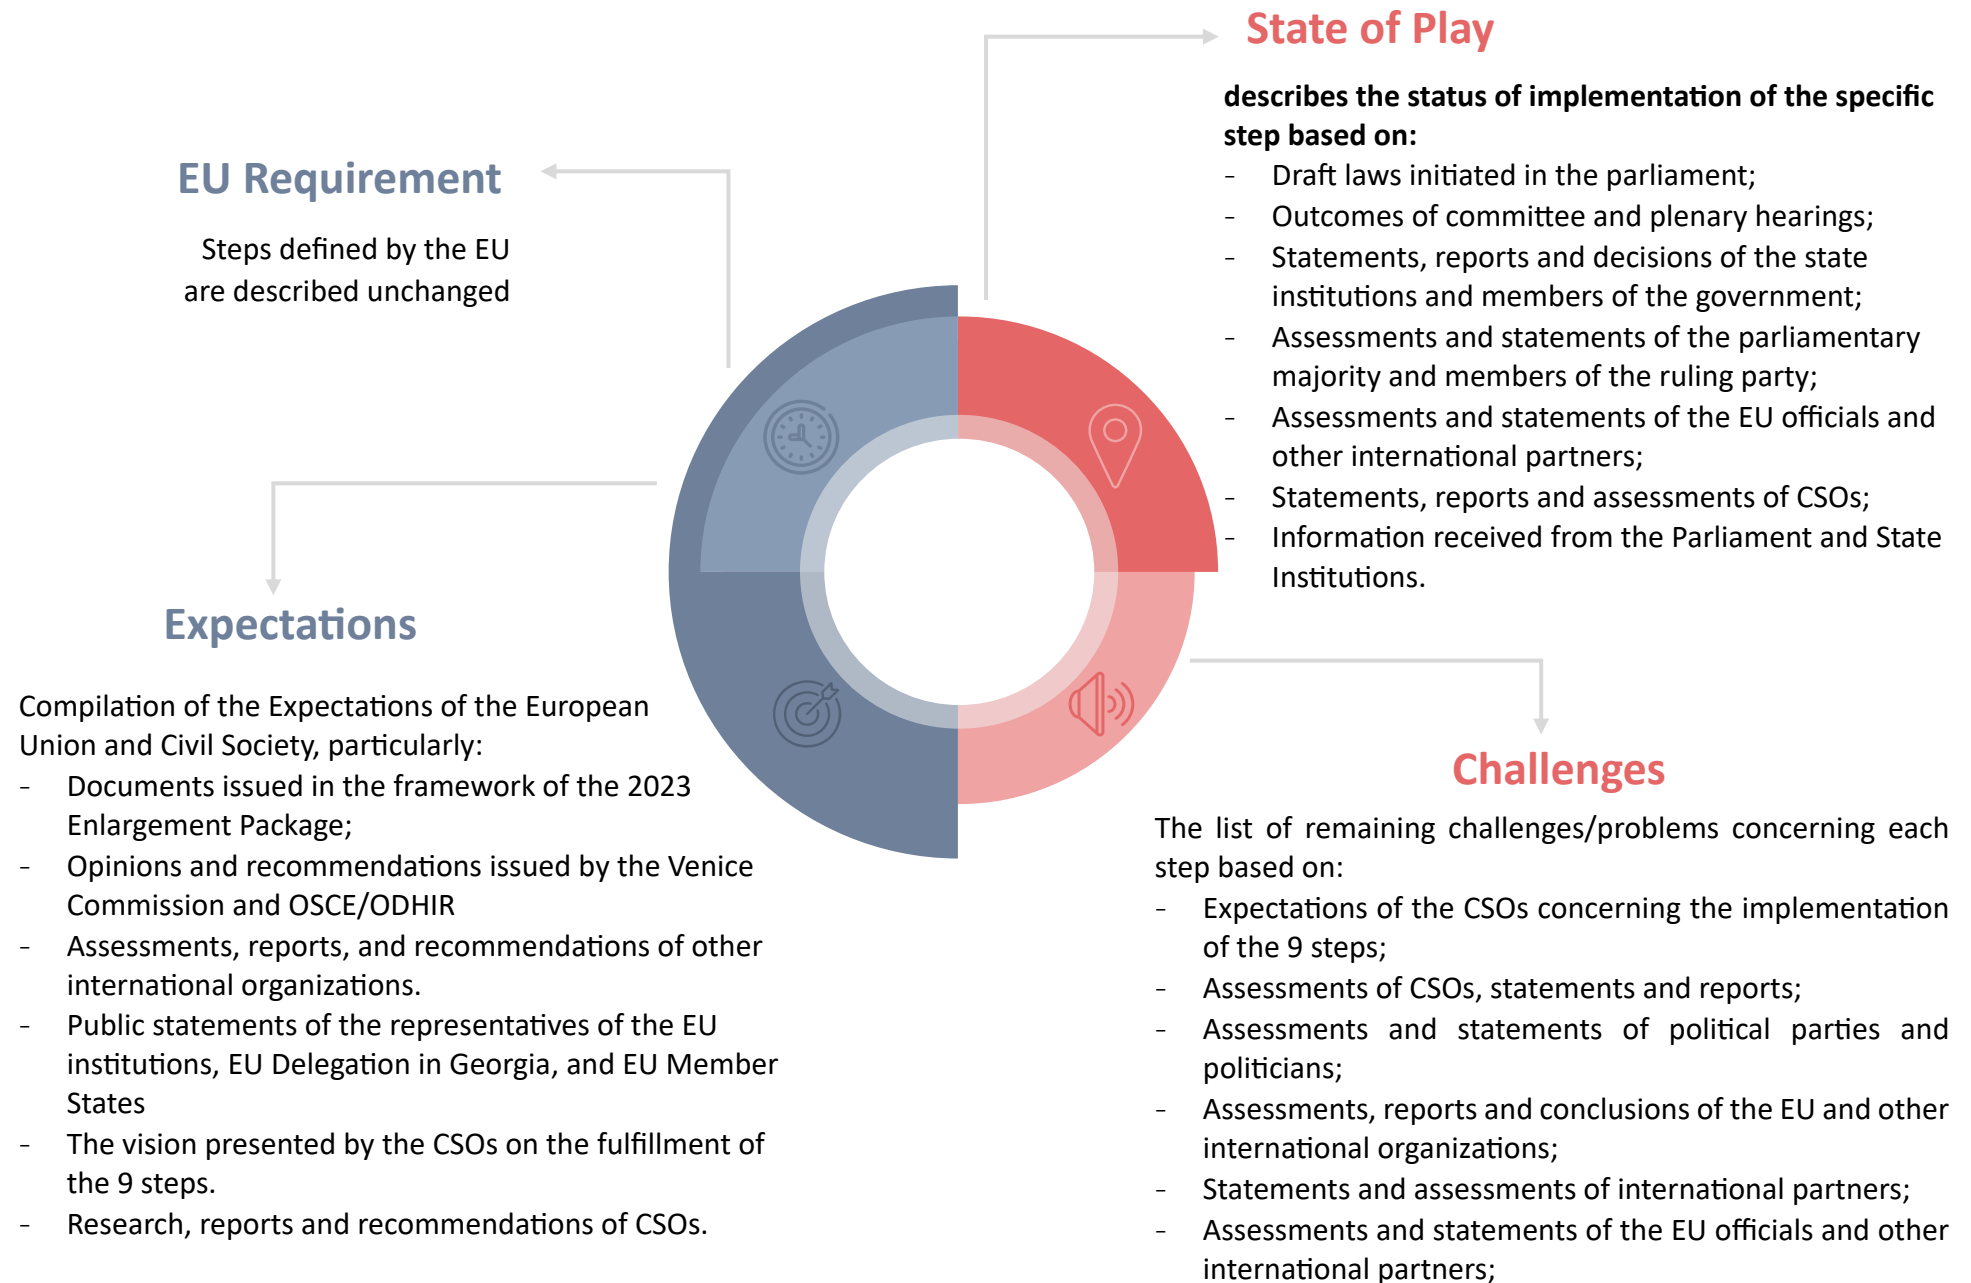 State of Play
describes the status of implementation of the specific
step based on:
- Draft laws initiated in the parliament;
- Outcomes of committee and plenary hearings;
- Statements, reports and decisions of the state
institutions and members of the government;
- Assessments and statements of the parliamentary
majority and members of the ruling party;
- Assessments and statements of the EU officials and
other international partners;
- Statements, reports and assessments of CSOs;
- Information received from the Parliament and State
Institutions.
EU Requirement
Steps defined by the EU
are described unchanged
Expectations
Compilation of the Expectations of the European
Union and Civil Society, particularly:
- Documents issued in the framework of the 2023
Enlargement Package;
- Opinions and recommendations issued by the Venice
Commission and OSCE/ODHIR
- Assessments, reports, and recommendations of other
international organizations.
- Public statements of the representatives of the EU
institutions, EU Delegation in Georgia, and EU Member
States
- The vision presented by the CSOs on the fulfillment of
the 9 steps.
- Research, reports and recommendations of CSOs.
Challenges
The list of remaining challenges/problems concerning each
step based on:
- Expectations of the CSOs concerning the implementation
of the 9 steps;
- Assessments of CSOs, statements and reports;
- Assessments and statements of political parties and
politicians;
- Assessments, reports and conclusions of the EU and other
international organizations;
- Statements and assessments of international partners;
- Assessments and statements of the EU officials and other
international partners;